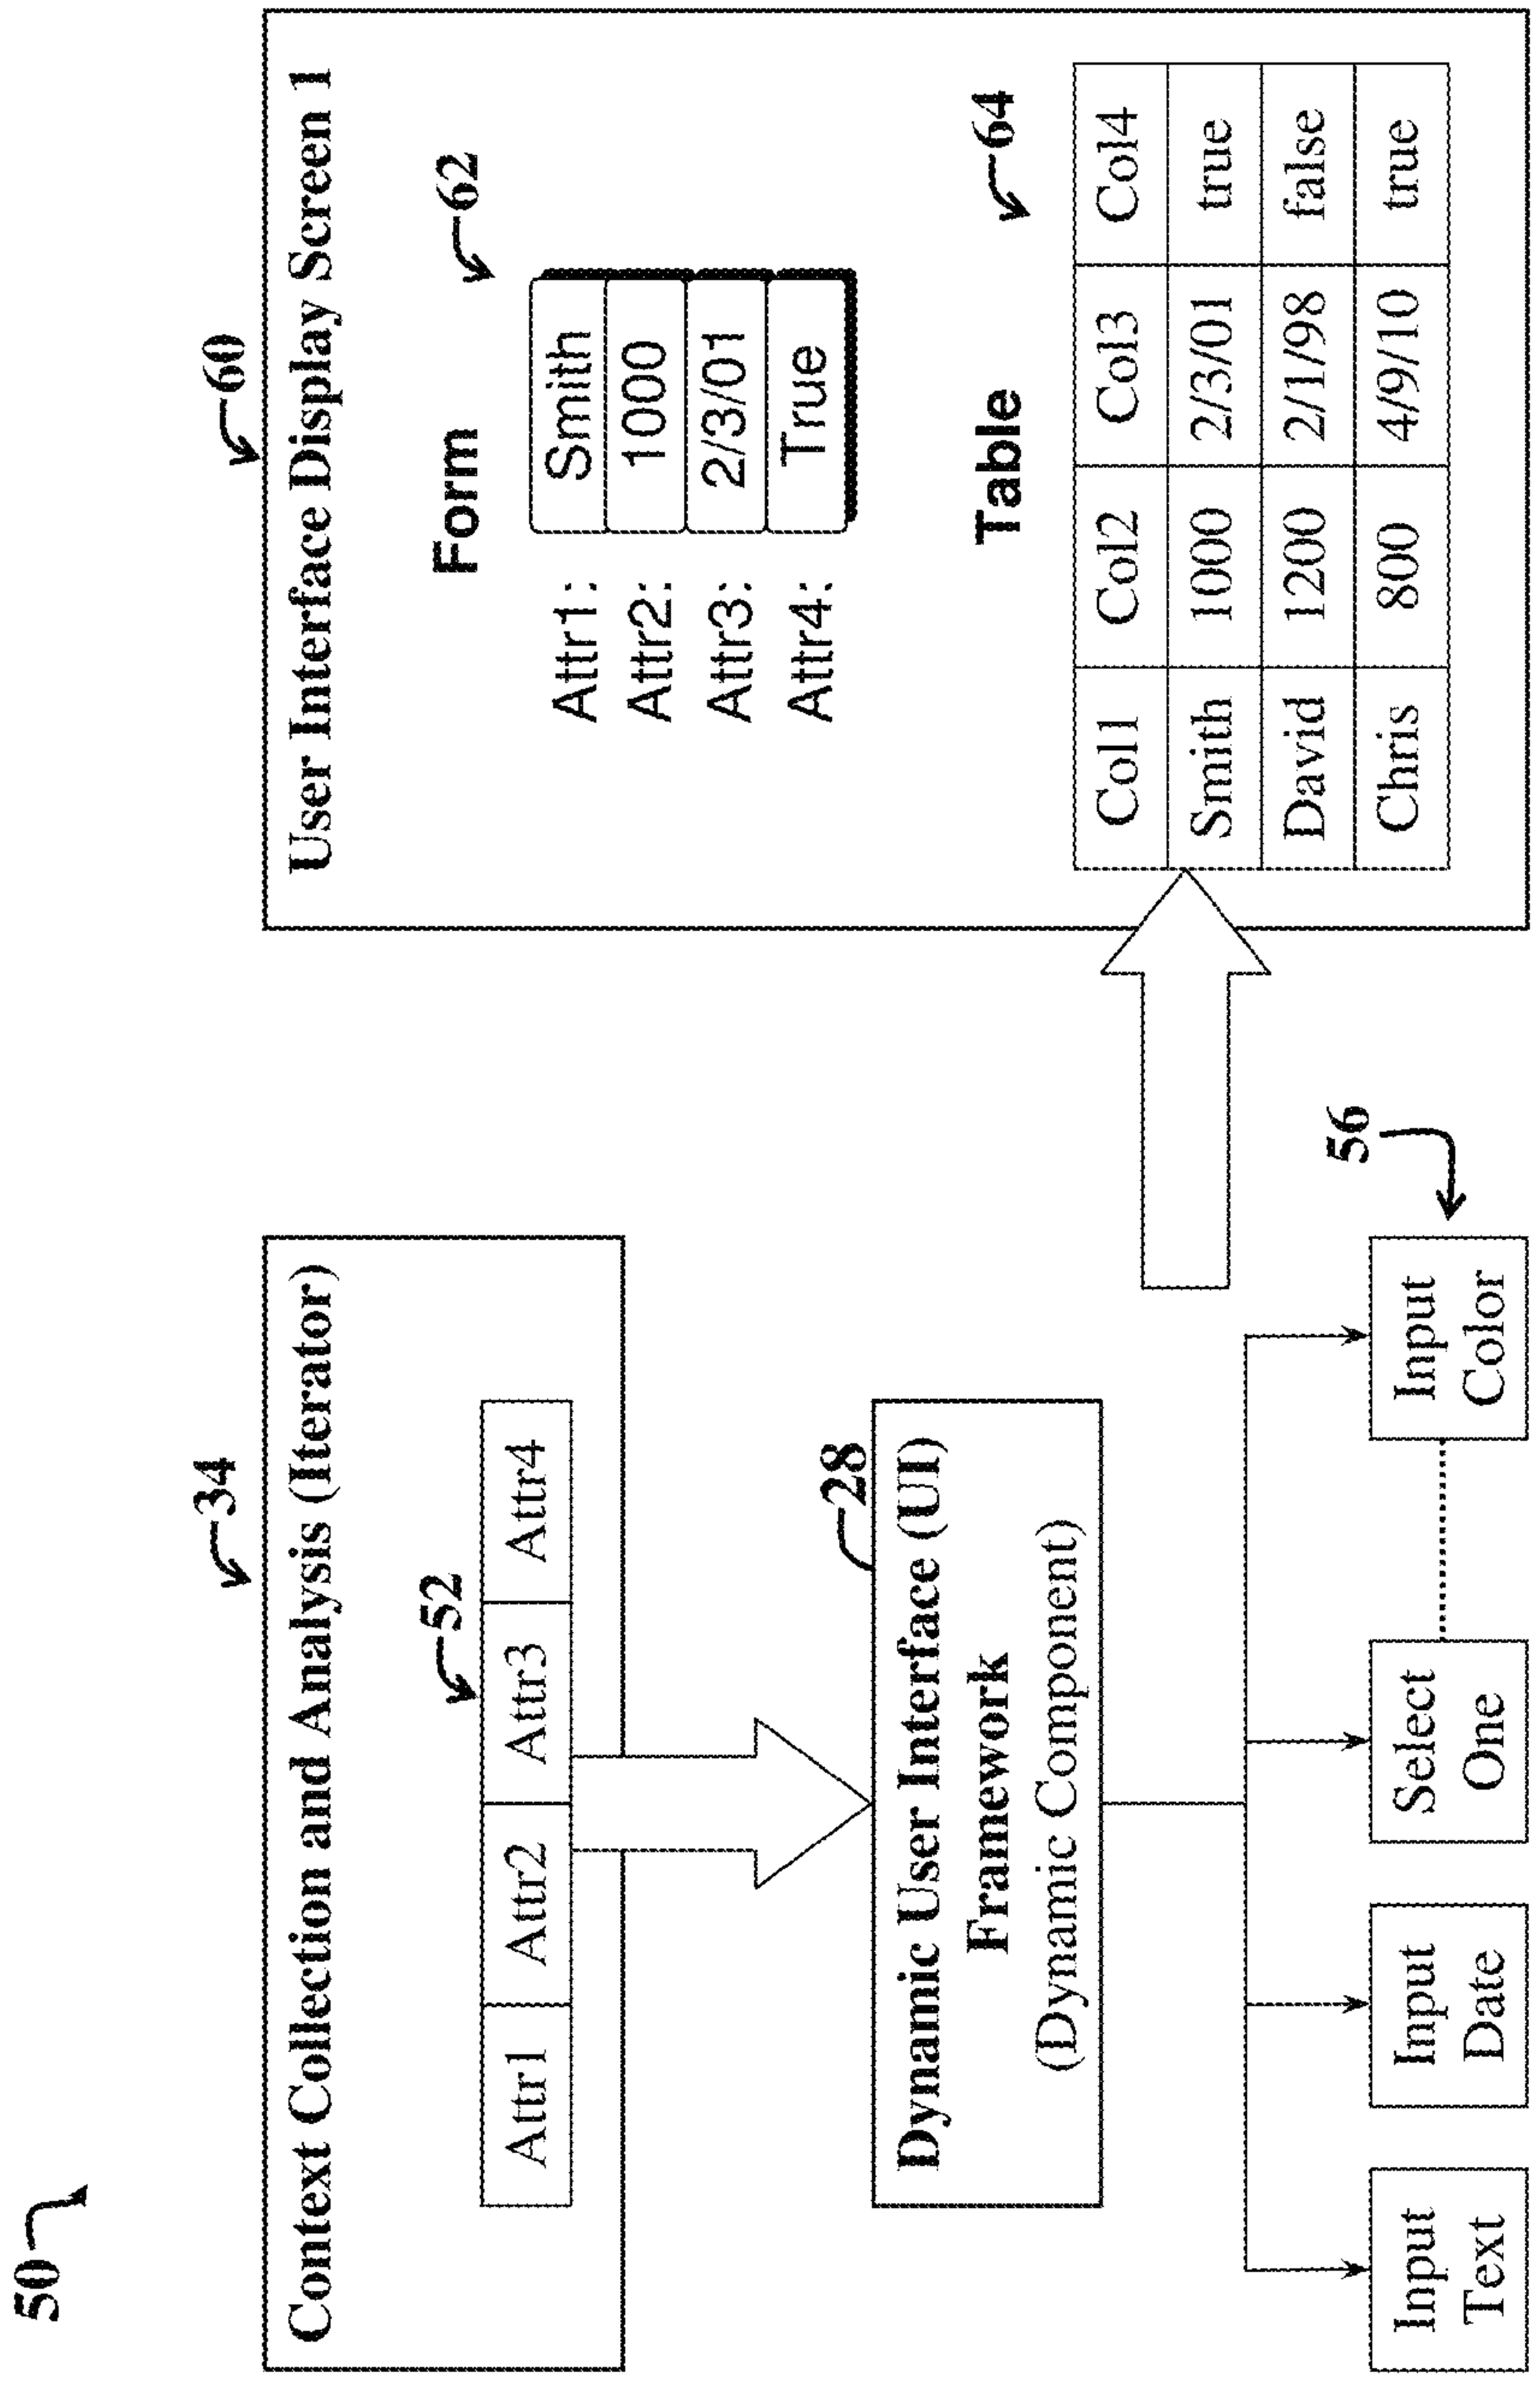 50
34
Context Collection and Analysis (Iterator)
52
Attr1 Attr2 Attr3 Attr4
28
Dynamic User Interface (UI)
Framework
(Dynamic Component)
56
Input
Text
Input
Date
Select
One
Input
Color
60
User Interface Display Screen 1
Form
62
Attr1: Smith
Attr2: 1000
Attr3: 2/3/01
Attr4: True
Table
64
Col1 Col2 Col3 Col4
Smith 1000 2/3/01 true
David 1200 2/1/98 false
Chris 800 4/9/10 true